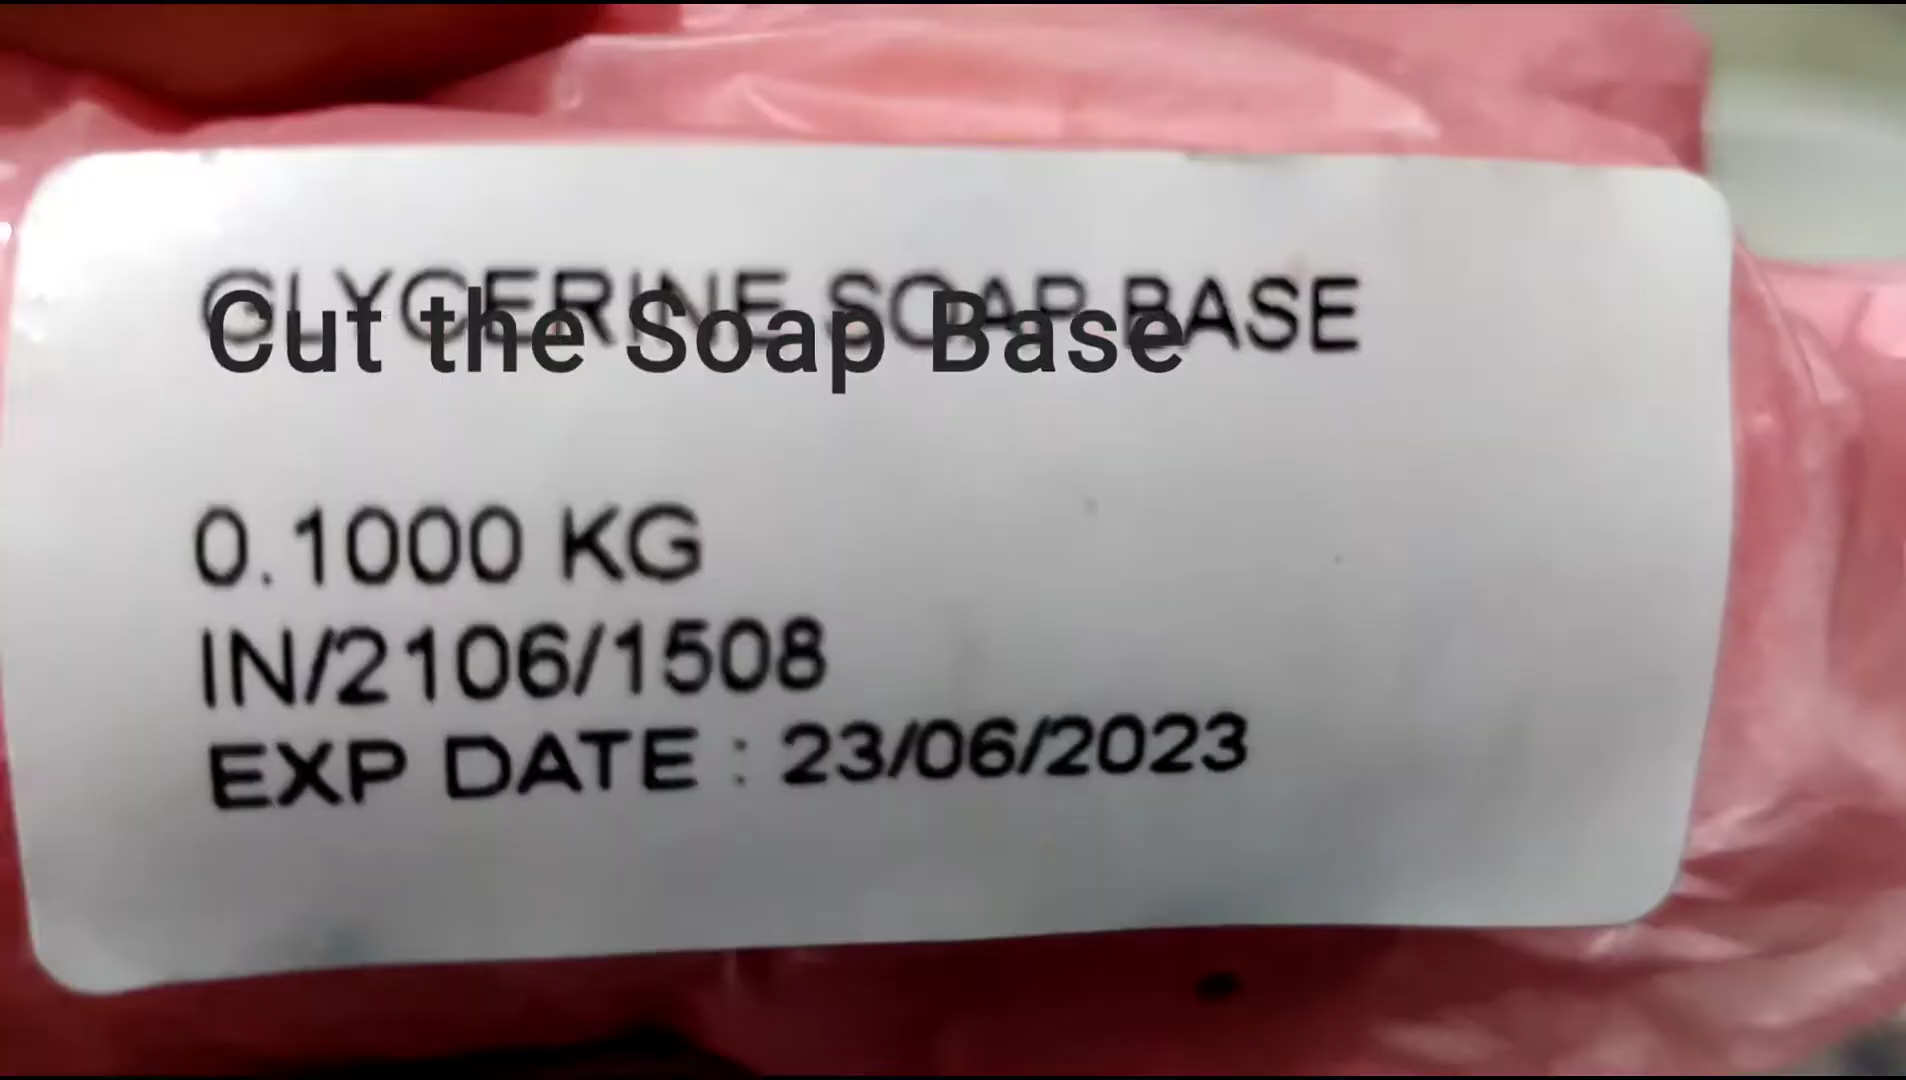 GLYCERINE SOAP BASE
Cut the Soap Base
0.1000 KG
IN/2106/1508
EXP DATE : 23/06/2023